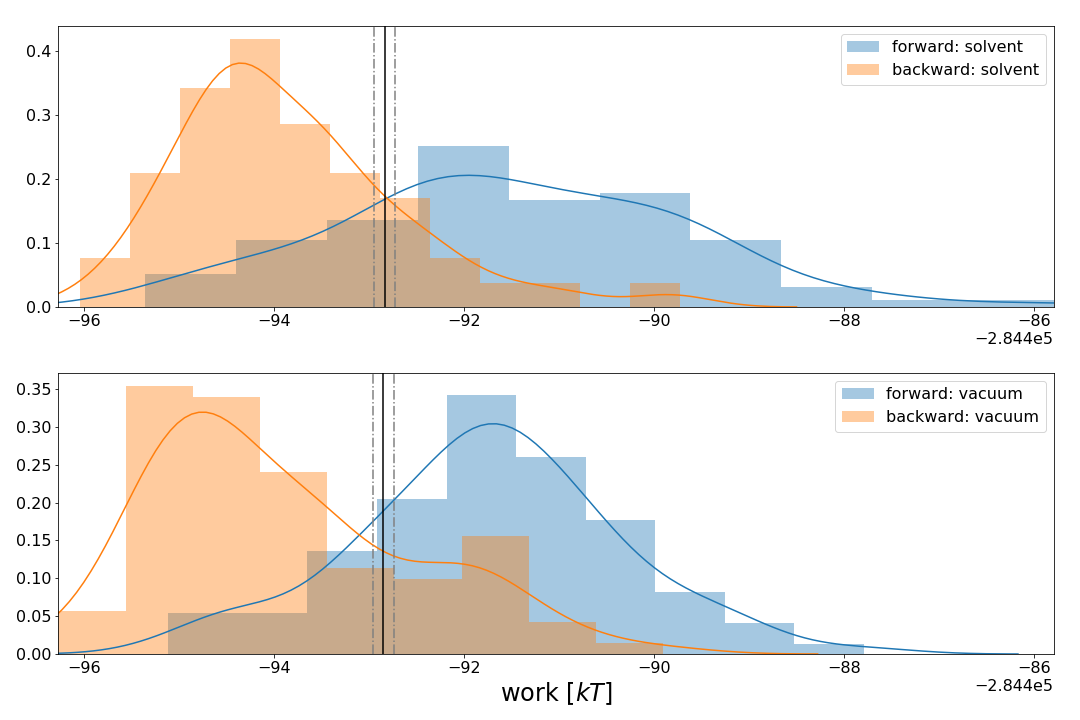 forward: solvent
backward: solvent
0.4
0.3
0.2
0.1
0.0
−96 −94 −92 −90 −88 −86
−2.844e5
forward: vacuum
backward: vacuum
0.35
0.30
0.25
0.20
0.15
0.10
0.05
0.00
−96 −94 −92 −90 −88 −86
−2.844e5
work [kT]